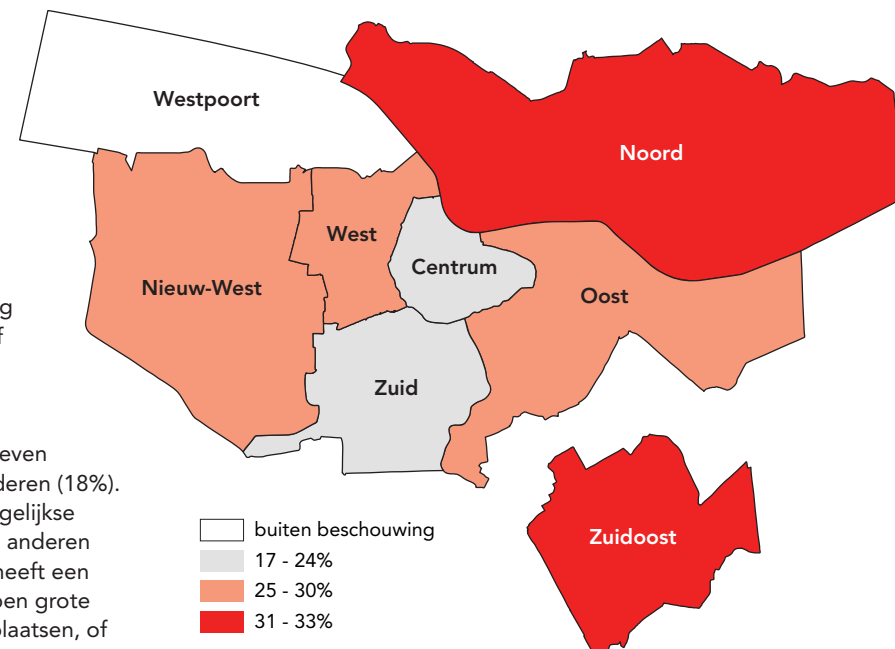 Westpoort
Noord
West
Centrum
Nieuw-West
Oost
Zuid
Zuidoost
g
f
even
deren (18%).
gelijkse
anderen
heeft een
pen grote
plaatsen, of
buiten beschouwing
17 - 24%
25 - 30%
31 - 33%